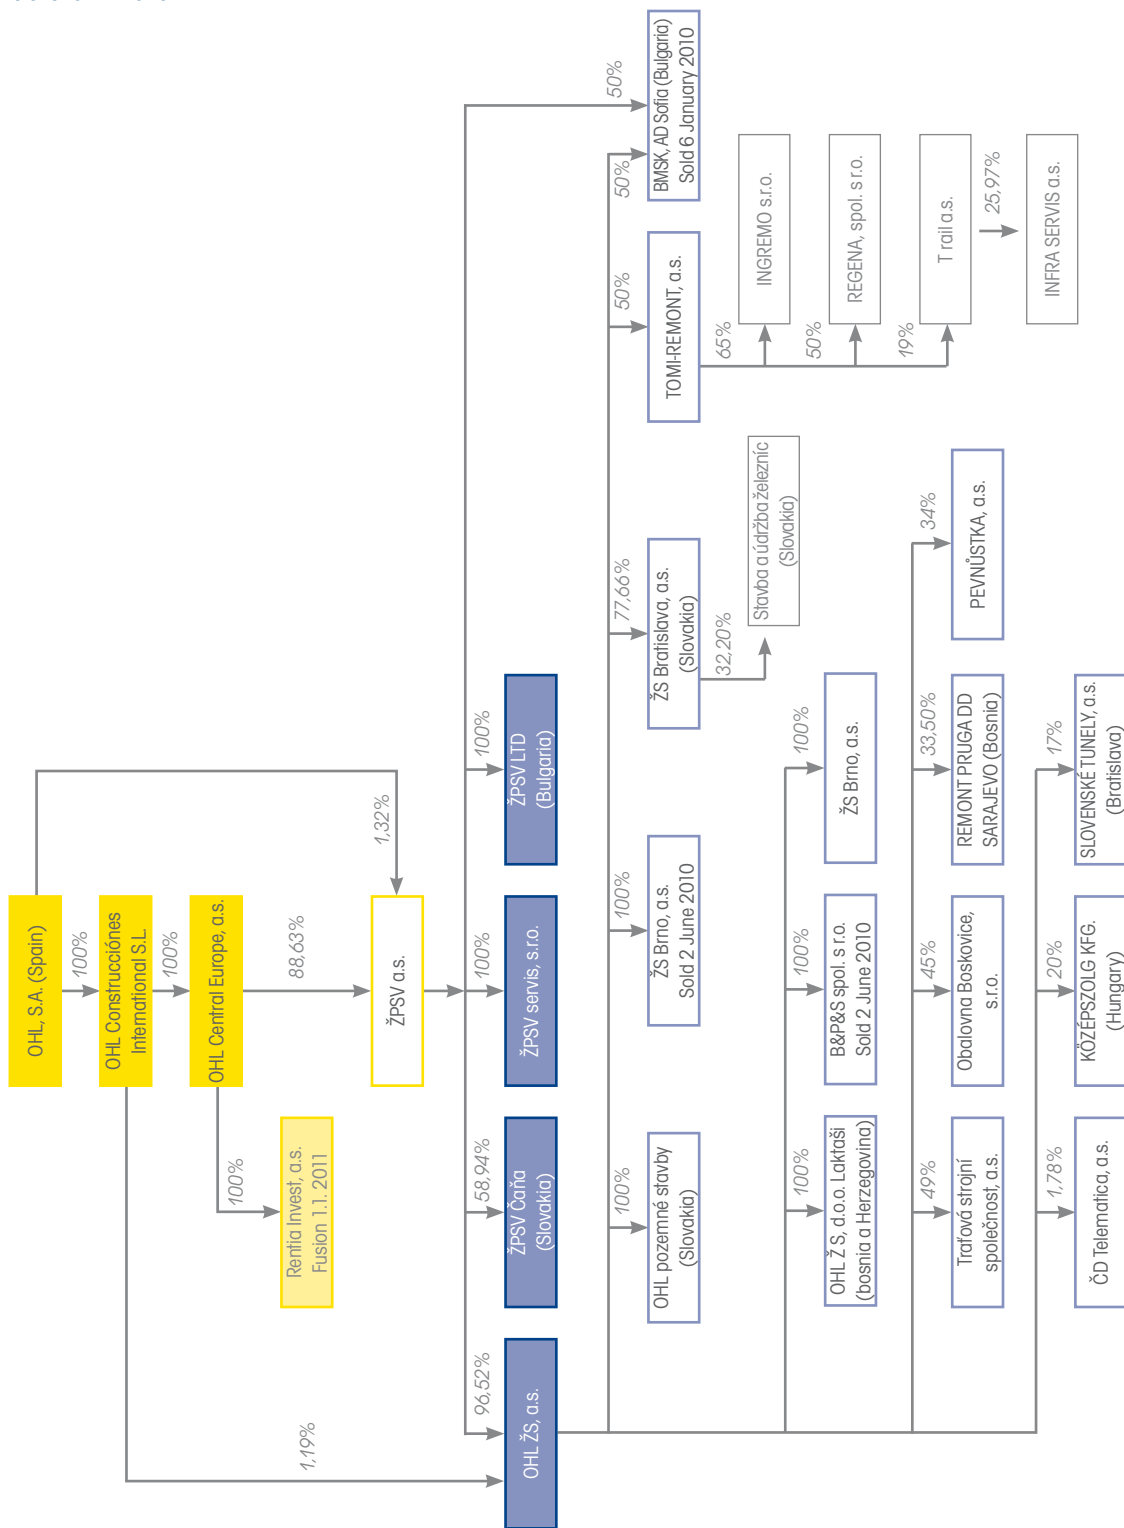 OHL, S.A. (Spain)
100%
OHL Construcciónes
International S.L.
100%
OHL Central Europe, a.s.
1,32%
88,63%
100%
Rentia Invest, a.s.
Fusion 1.1. 2011
1,19%
ŽPSV a.s.
96,52%
58,94%
100%
100%
50%
OHL ŽS, a.s.
ŽPSV Čaňa
(Slovakia)
ŽPSV servis, s.r.o.
ŽPSV LTD
(Bulgaria)
100%
100%
77,66%
50%
50%
OHL pozemné stavby
(Slovakia)
ŽS Brno, a.s.
Sold 2 June 2010
ŽS Bratislava, a.s.
(Slovakia)
TOMI-REMONT, a.s.
BMSK, AD Sofia (Bulgaria)
Sold 6 January 2010
32,20%
Stavba a údržba železníc
(Slovakia)
65%
INGREMO s.r.o.
50%
REGENA, spol. s r.o.
19%
T rail a.s.
25,97%
INFRA SERVIS a.s.
100%
100%
100%
OHL Ž S, d.o.o. Laktaši
(bosnia a Herzegovina)
B&P&S spol. s r.o.
Sold 2 June 2010
ŽS Brno, a.s.
49%
45%
33,50%
34%
Traťová strojní
společnost, a.s.
Obalovna Boskovice,
s.r.o.
REMONT PRUGA DD
SARAJEVO (Bosnia)
PEVNŮSTKA, a.s.
1,78%
20%
17%
ČD Telematica, a.s.
KÖZÉPSZOLG KFG.
(Hungary)
SLOVENSKÉ TUNELY, a.s.
(Bratislava)